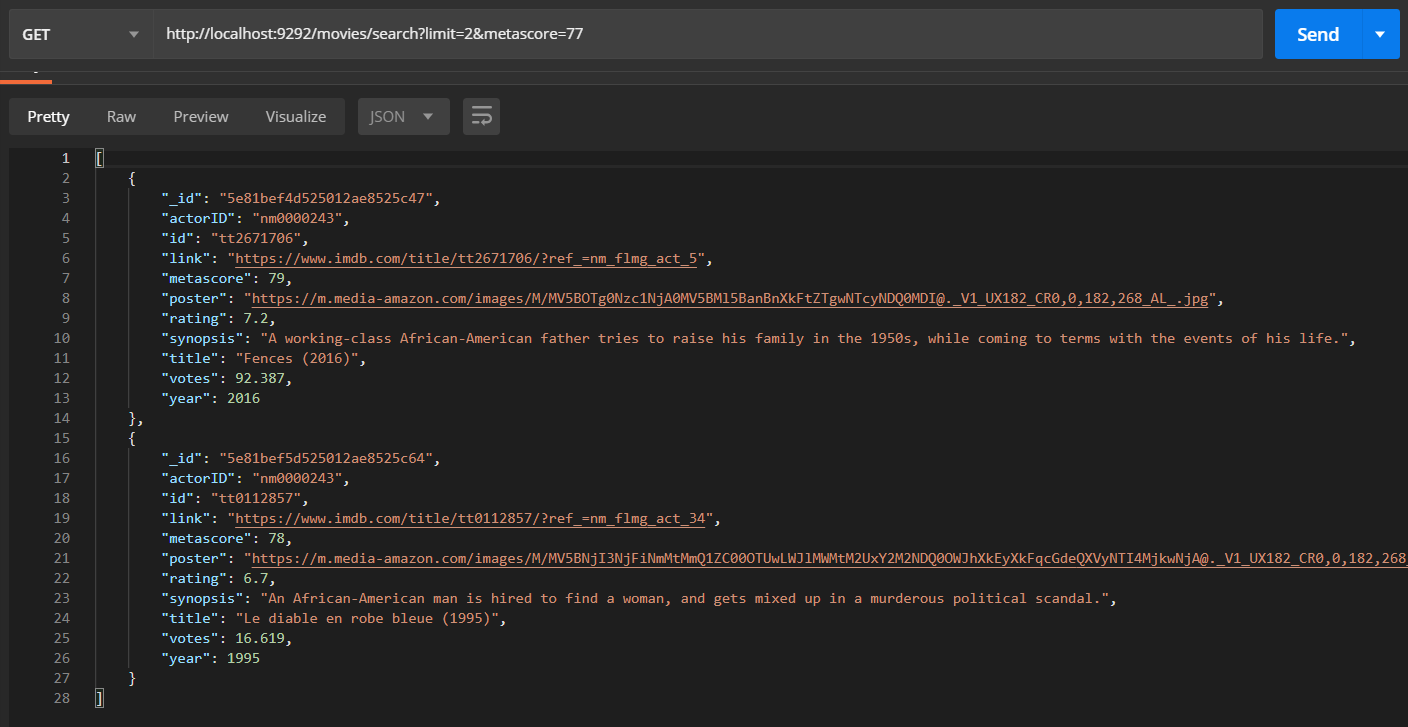 GET http://localhost:9292/movies/search?limit=2&metascore=77 Send
Pretty Raw Preview Visualize JSON
1 [
2 {
3 "_id": "5e81bef4d525012ae8525c47",
4 "actorID": "nm0000243",
5 "id": "tt2671706",
6 "link": "https://www.imdb.com/title/tt2671706/?ref_=nm_flmg_act_5",
7 "metascore": 79,
8 "poster": "https://m.media-amazon.com/images/M/MV5BOTg0Nzc1NjA0MV5BMl5BanBnXkFtZTgwNTcyNDQ0MDI@._V1_UX182_CR0,0,182,268_AL_.jpg",
9 "rating": 7.2,
10 "synopsis": "A working-class African-American father tries to raise his family in the 1950s, while coming to terms with the events of his life.",
11 "title": "Fences (2016)",
12 "votes": 92.387,
13 "year": 2016
14 },
15 {
16 "_id": "5e81bef5d525012ae8525c64",
17 "actorID": "nm0000243",
18 "id": "tt0112857",
19 "link": "https://www.imdb.com/title/tt0112857/?ref_=nm_flmg_act_34",
20 "metascore": 78,
21 "poster": "https://m.media-amazon.com/images/M/MV5BNjI3NjFiNmMtMmQ1ZC00OTUwLWJlMWMtM2UxY2M2NDQ0OWJhXkEyXkFqcGdeQXVyNTI4MjkwNjA@._V1_UX182_CR0,0,182,268_
22 "rating": 6.7,
23 "synopsis": "An African-American man is hired to find a woman, and gets mixed up in a murderous political scandal.",
24 "title": "Le diable en robe bleue (1995)",
25 "votes": 16.619,
26 "year": 1995
27 }
28 ]